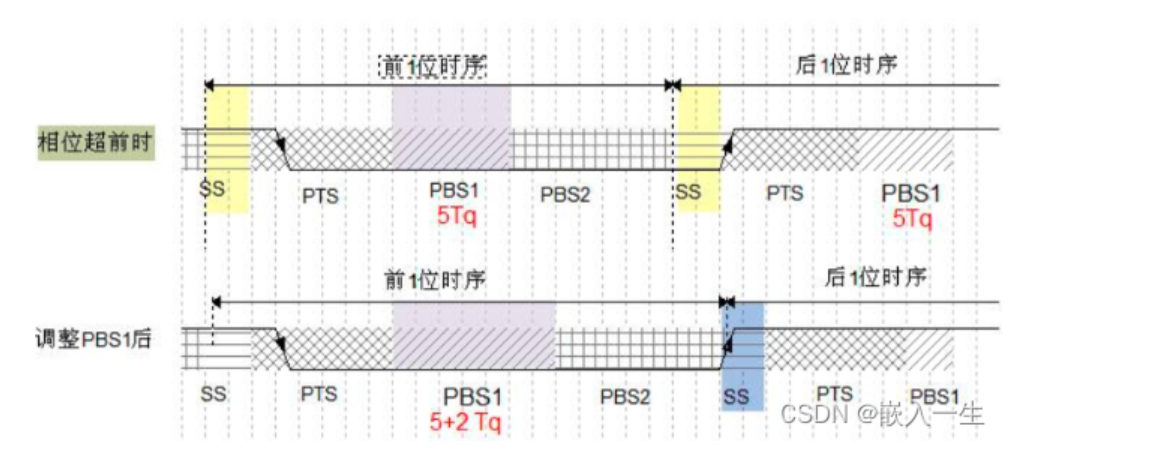 前1位时序 后1位时序
相位超前时
SS PTS PBS1 PBS2 SS PTS PBS1
5Tq 5Tq
前1位时序 后1位时序
调整PBS1后
SS PTS PBS1 PBS2 SS PTS PBS1
5+2 Tq
CSDN @嵌入一生